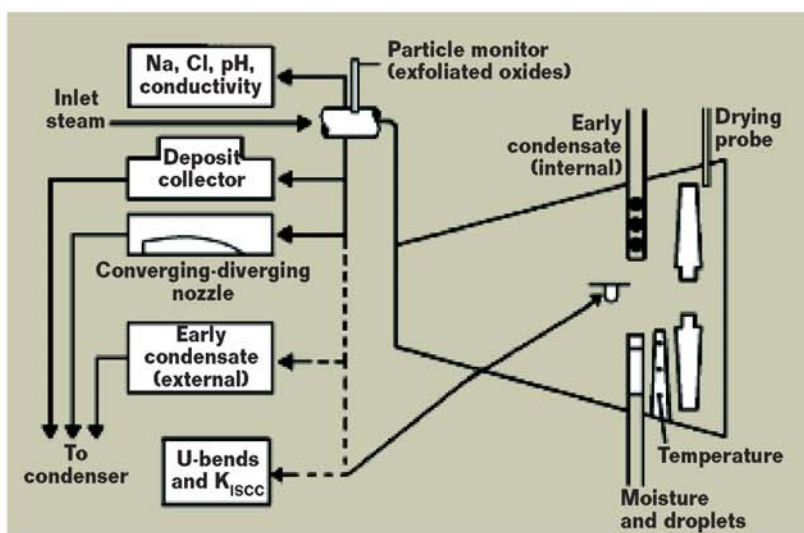 Na, Cl, pH,
conductivity
Particle monitor
(exfoliated oxides)
Inlet
steam
Deposit
collector
Converging-diverging
nozzle
Early
condensate
(external)
To
condenser
U-bends
and KISCC
Early
condensate
(internal)
Drying
probe
Temperature
Moisture
and droplets